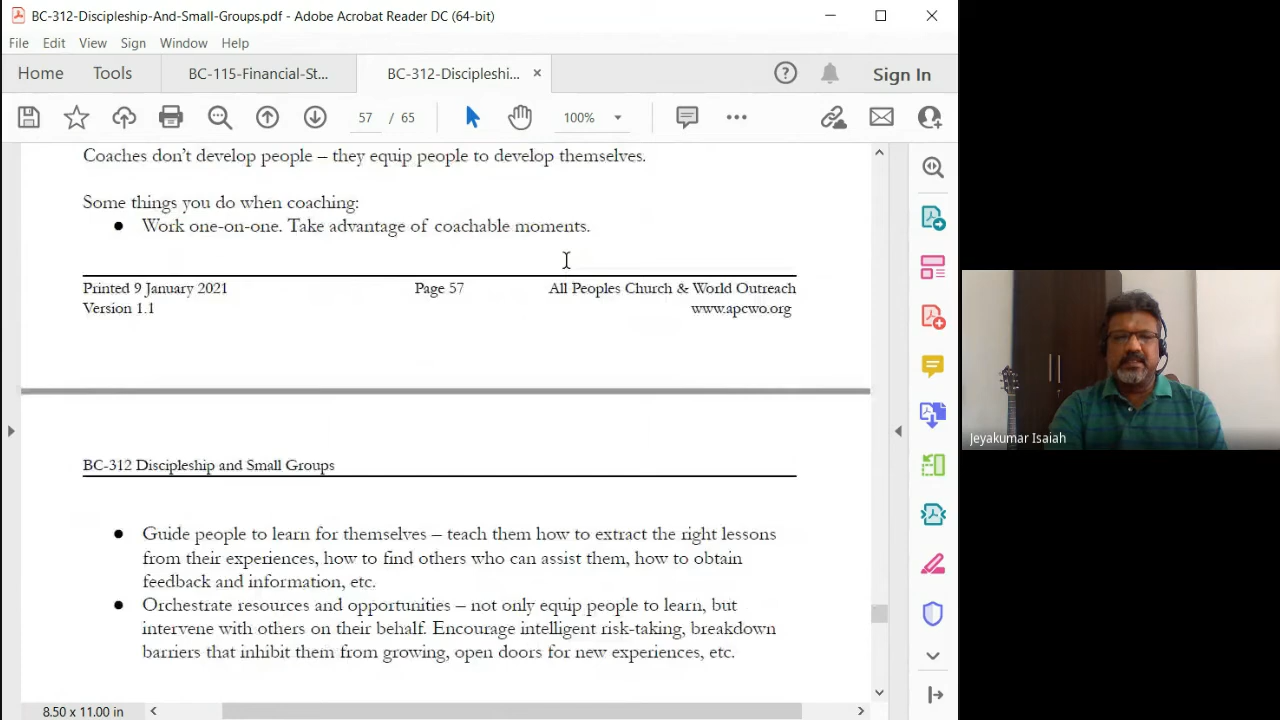 BC-312-Discipleship-And-Small-Groups.pdf - Adobe Acrobat Reader DC (64-bit)
File Edit View Sign Window Help
Home Tools BC-115-Financial-St... BC-312-Discipleshi... × ? Sign In
57 / 65 100%
Coaches don't develop people – they equip people to develop themselves.
Some things you do when coaching:
● Work one-on-one. Take advantage of coachable moments.
Printed 9 January 2021 Page 57 All Peoples Church & World Outreach
Version 1.1 www.apcwo.org
Jeyakumar Isaiah
BC-312 Discipleship and Small Groups
● Guide people to learn for themselves – teach them how to extract the right lessons
from their experiences, how to find others who can assist them, how to obtain
feedback and information, etc.
● Orchestrate resources and opportunities – not only equip people to learn, but
intervene with others on their behalf. Encourage intelligent risk-taking, breakdown
barriers that inhibit them from growing, open doors for new experiences, etc.
8.50 x 11.00 in